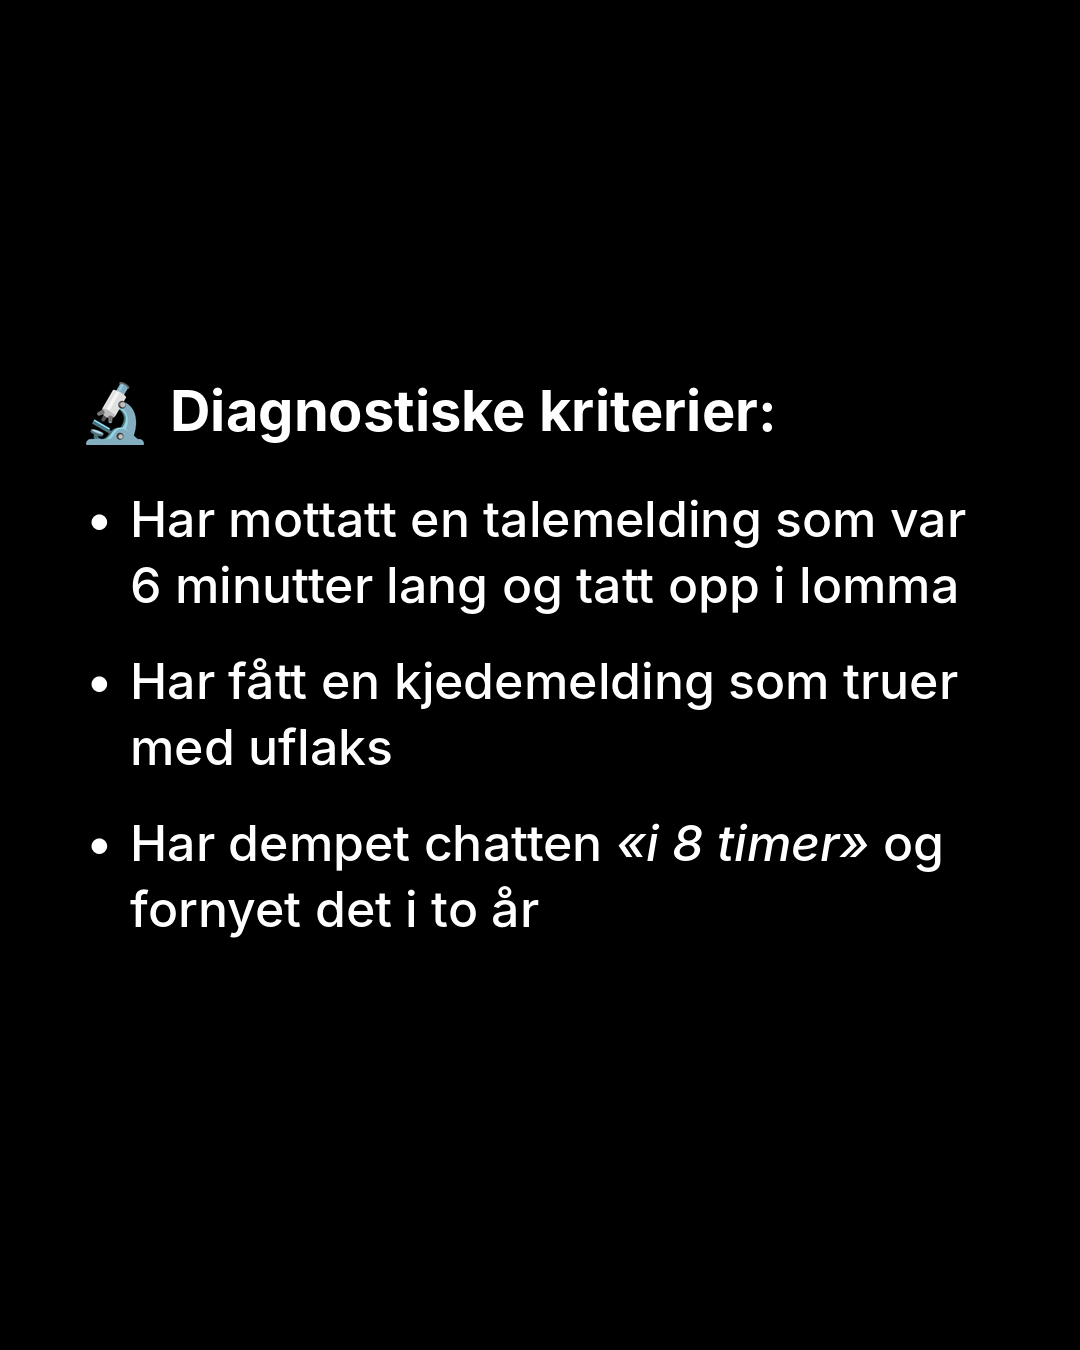 🔬 Diagnostiske kriterier:
• Har mottatt en talemelding som var
6 minutter lang og tatt opp i lomma
• Har fått en kjedemelding som truer
med uflaks
• Har dempet chatten «i 8 timer» og
fornyet det i to år